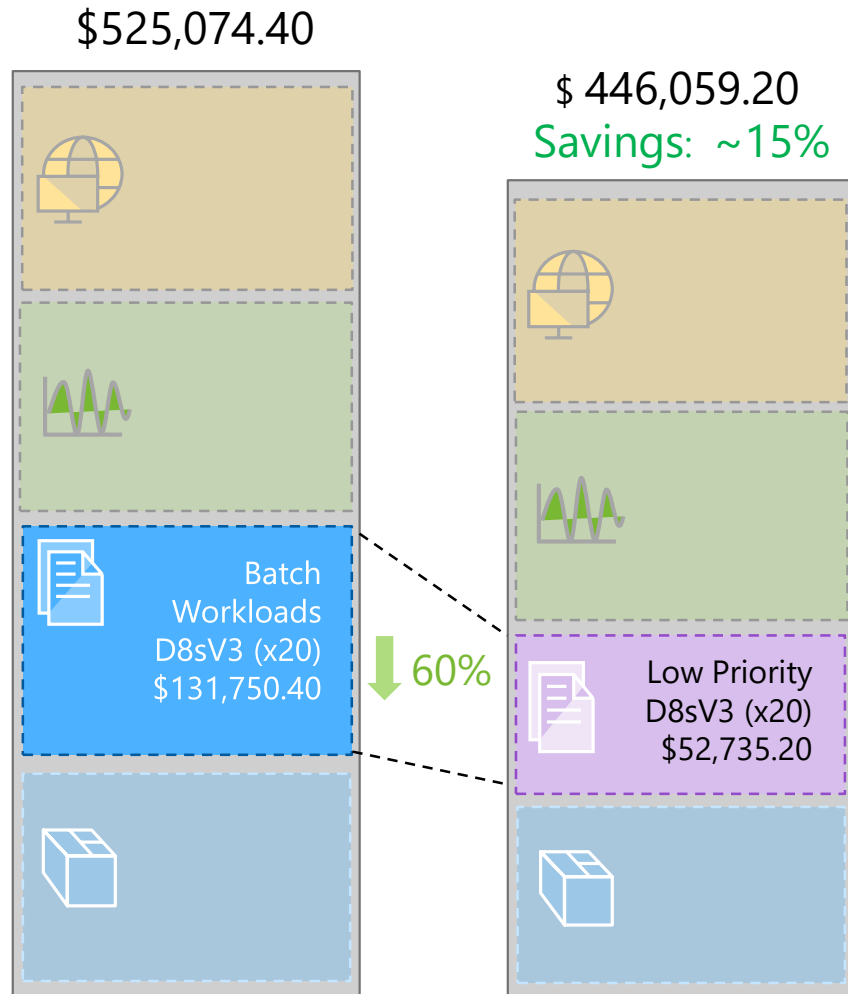 $525,074.40
$ 446,059.20
Savings: ~15%
Batch
Workloads
D8sV3 (x20)
$131,750.40
60%
Low Priority
D8sV3 (x20)
$52,735.20